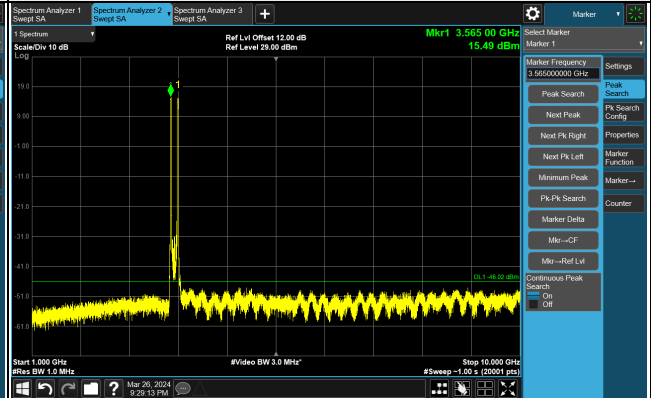 Spectrum Analyzer 1
Swept SA
Spectrum Analyzer 2
Swept SA
Spectrum Analyzer 3
Swept SA
+
Marker
1 Spectrum
Scale/Div 10 dB
Log
Ref Lvl Offset 12.00 dB
Ref Level 29.00 dBm
Mkr1 3.565 00 GHz
15.49 dBm
Select Marker
Marker 1
Marker Frequency
3.565000000 GHz
Peak Search
Next Peak
Next Pk Right
Next Pk Left
Minimum Peak
Pk-Pk Search
Marker Delta
Mkr→CF
Mkr→Ref Lvl
Continuous Peak
Search
On
Off
Settings
Peak
Search
Pk Search
Config
Properties
Marker
Function
Marker→
Counter
1
19.0
9.00
-1.00
-11.0
-21.0
-31.0
-41.0
-51.0
-61.0
DL1 -46.02 dBm
Start 1.000 GHz
#Res BW 1.0 MHz
#Video BW 3.0 MHz*
Stop 10.000 GHz
#Sweep ~1.00 s (20001 pts)
?
Mar 26, 2024
9:29:13 PM